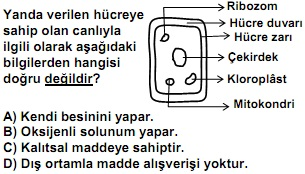 Yanda verilen hücreye
sahip olan canlıyla
ilgili olarak aşağıdaki
bilgilerden hangisi
doğru değildir?
Ribozom
Hücre duvarı
Hücre zarı
Çekirdek
Kloroplâst
Mitokondri
A) Kendi besinini yapar.
B) Oksijenli solunum yapar.
C) Kalıtsal maddeye sahiptir.
D) Dış ortamla madde alışverişi yoktur.